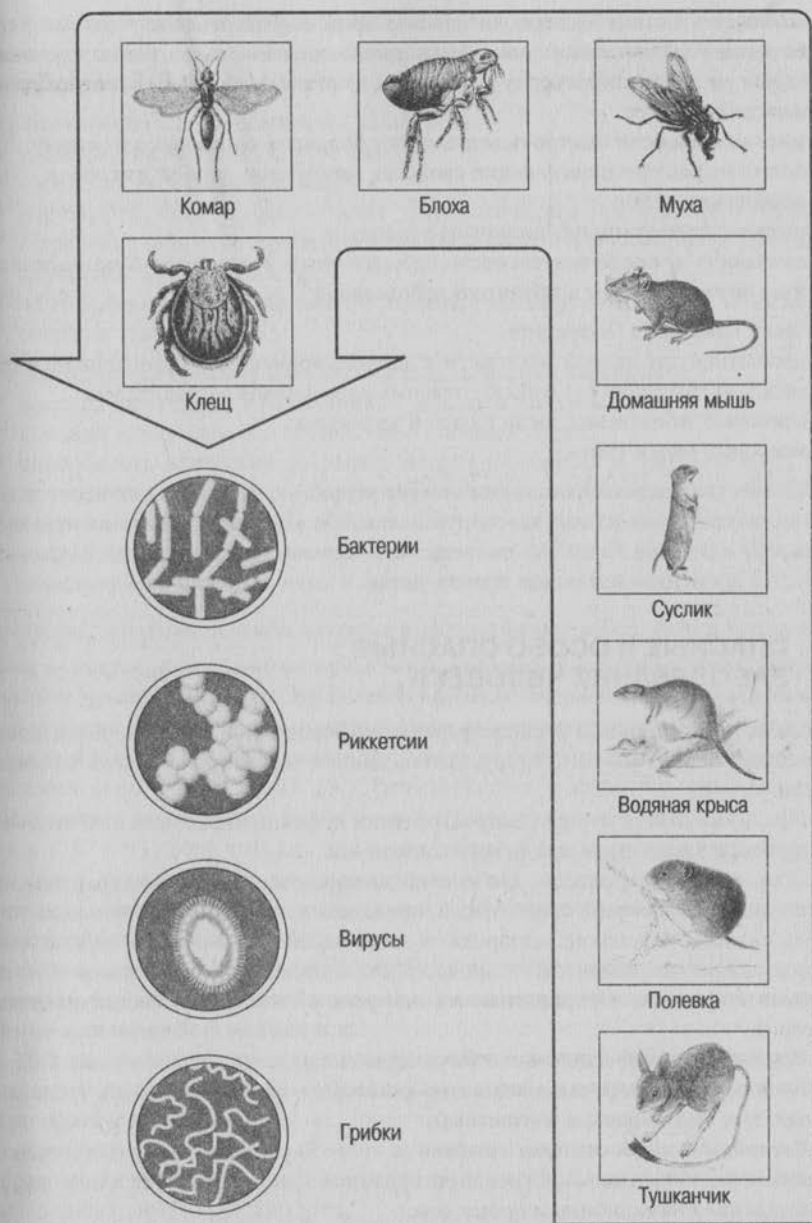 Комар
Блоха
Муха
Клещ
Домашняя мышь
Бактерии
Суслик
Риккетсии
Водяная крыса
Вирусы
Полевка
Грибки
Тушканчик